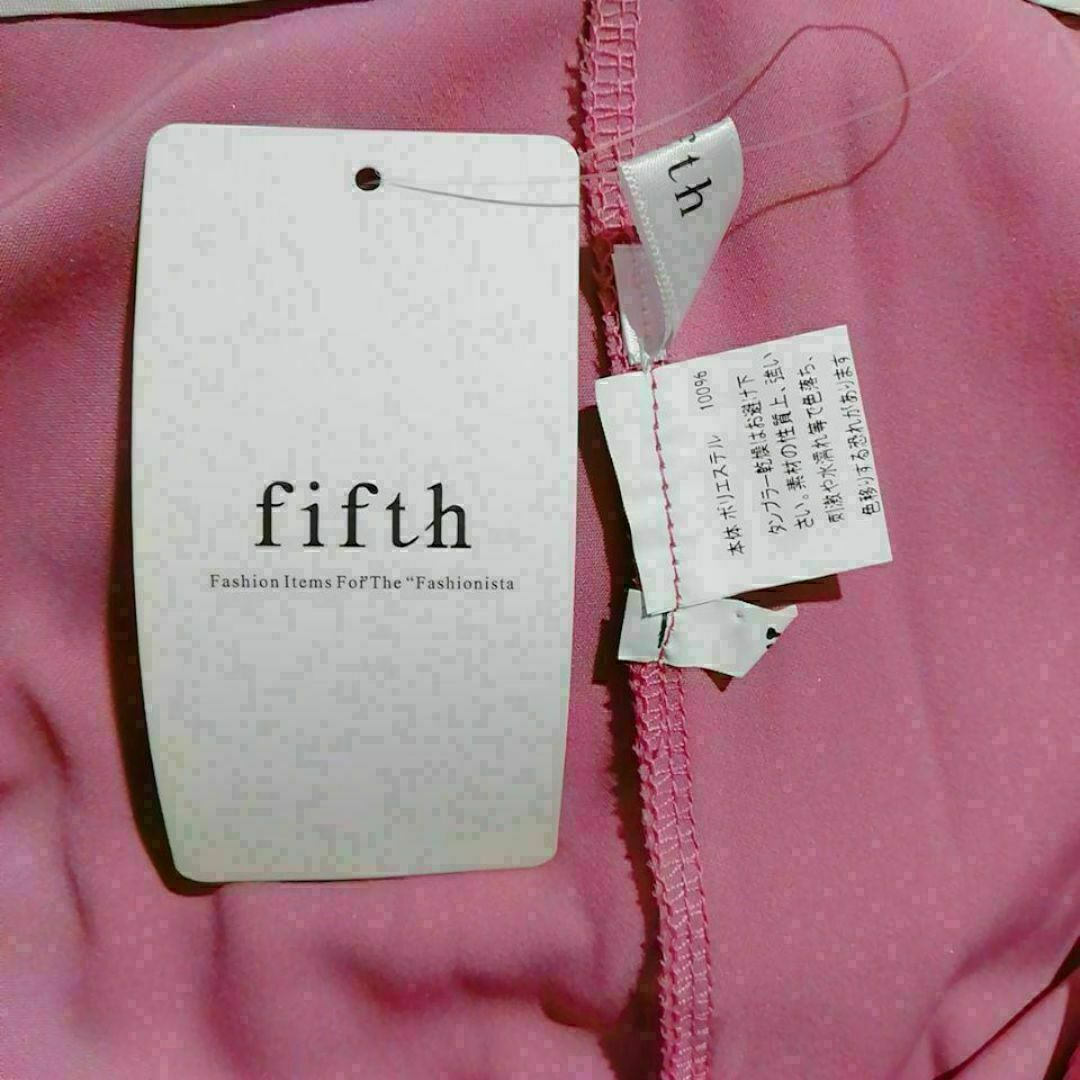 fifth
Fashion Items For The “Fashionista
fth
本体 ポリエステル 100%
タンブラー乾燥はお避け下
さい。素材の性質上、強い
刺激や水濡れ等で色落ち、
色移りする恐れがあります